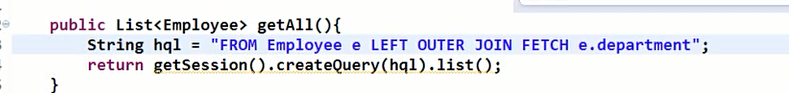 public List<Employee> getAll(){
String hql = "FROM Employee e LEFT OUTER JOIN FETCH e.department";
return getSession().createQuery(hql).list();
}